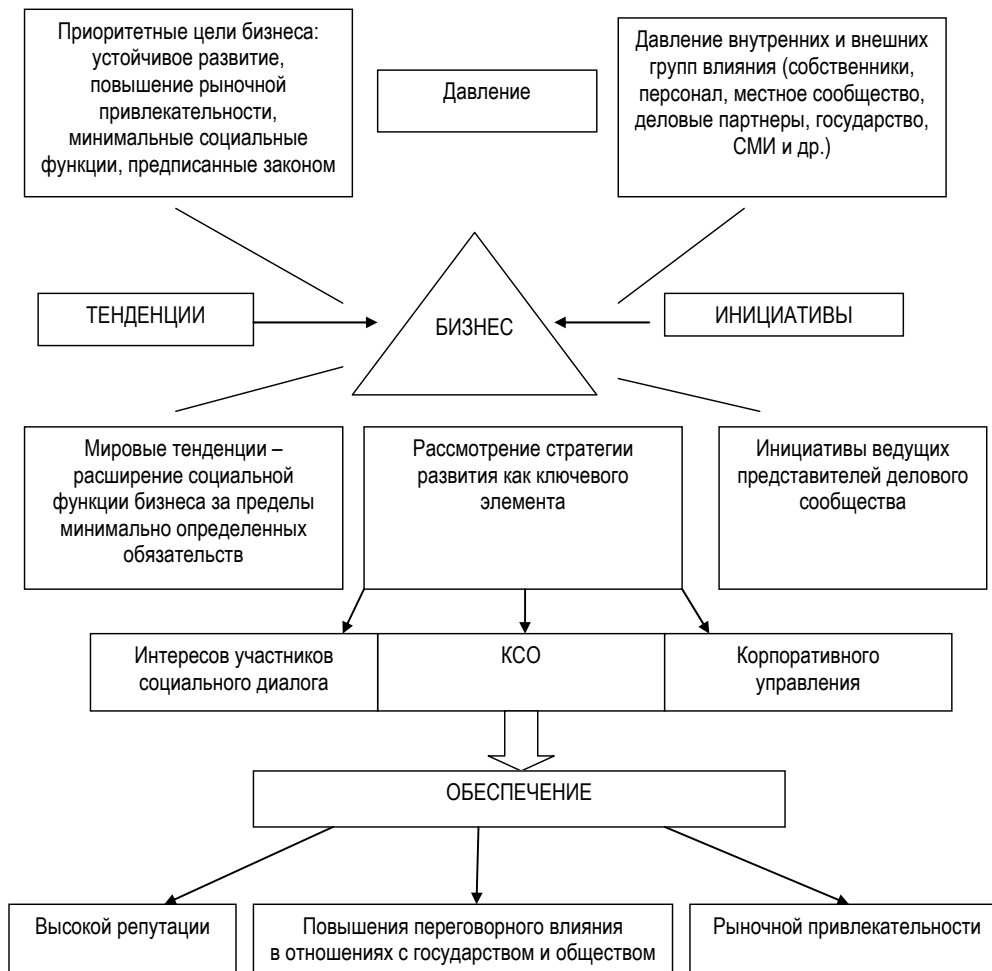 Приоритетные цели бизнеса:
устойчивое развитие,
повышение рыночной
привлекательности,
минимальные социальные
функции, предписанные законом
Давление
Давление внутренних и внешних
групп влияния (собственники,
персонал, местное сообщество,
деловые партнеры, государство,
СМИ и др.)
ТЕНДЕНЦИИ
БИЗНЕС
ИНИЦИАТИВЫ
Мировые тенденции –
расширение социальной
функции бизнеса за пределы
минимально определенных
обязательств
Рассмотрение стратегии
развития как ключевого
элемента
Инициативы ведущих
представителей делового
сообщества
Интересов участников
социального диалога
КСО
Корпоративного
управления
ОБЕСПЕЧЕНИЕ
Высокой репутации
Повышения переговорного влияния
в отношениях с государством и обществом
Рыночной привлекательности